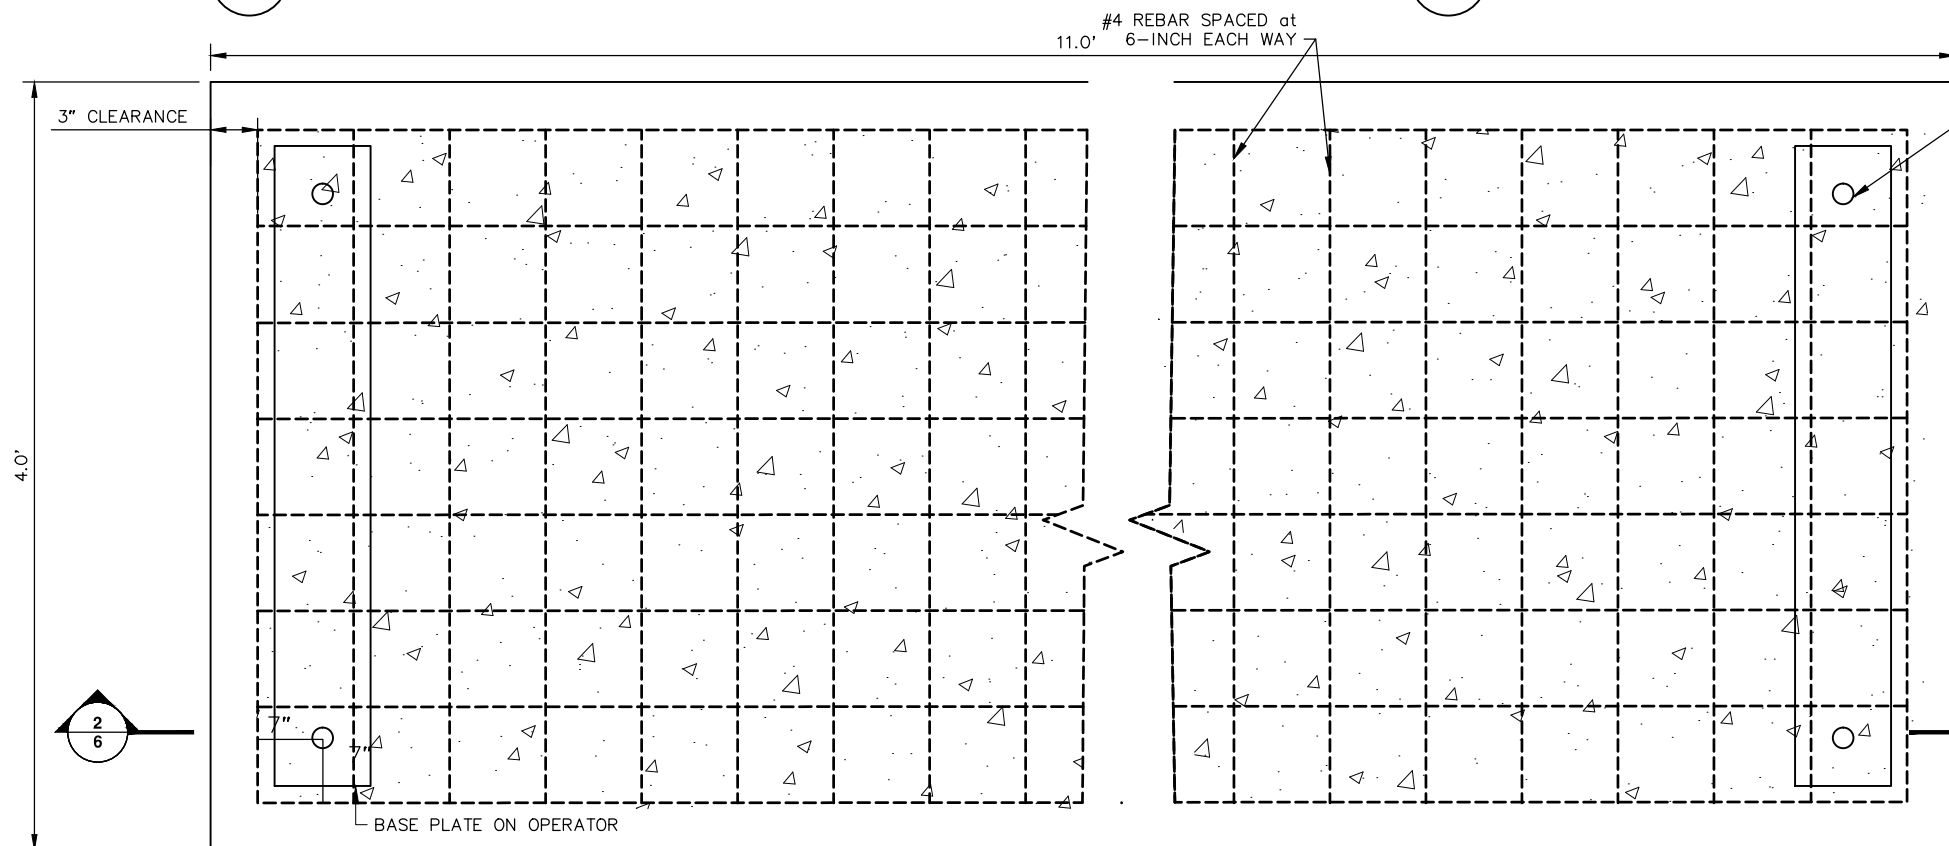 #4 REBAR SPACED at
11.0' 6-INCH EACH WAY
3" CLEARANCE
4.0'
2
6
7"
7"
BASE PLATE ON OPERATOR